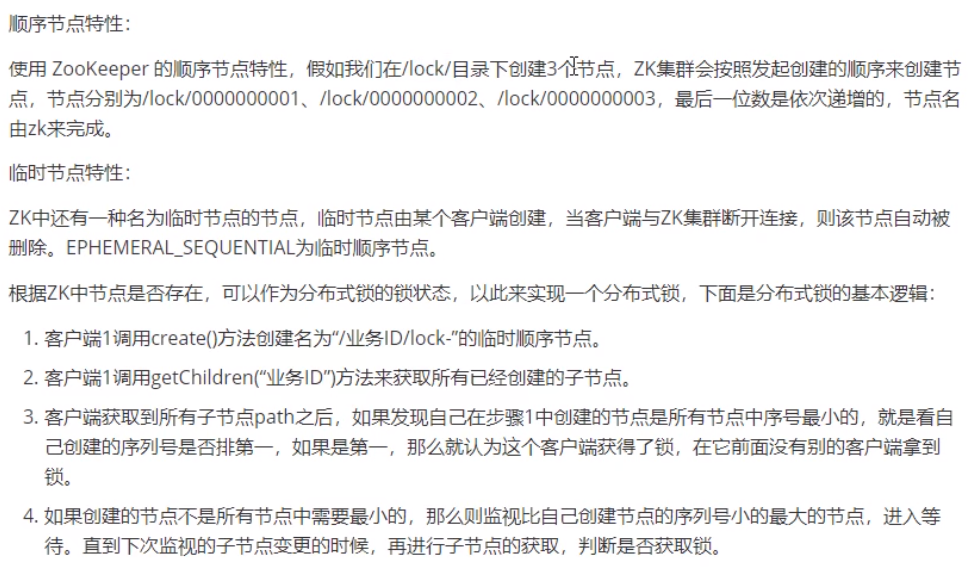 顺序节点特性：
使用 ZooKeeper 的顺序节点特性，假如我们在/lock/目录下创建3个节点，ZK集群会按照发起创建的顺序来创建节
点，节点分别为/lock/0000000001、/lock/0000000002、/lock/0000000003，最后一位数是依次递增的，节点名
由zk来完成。
临时节点特性：
ZK中还有一种名为临时节点的节点，临时节点由某个客户端创建，当客户端与ZK集群断开连接，则该节点自动被
删除。EPHEMERAL_SEQUENTIAL为临时顺序节点。
根据ZK中节点是否存在，可以作为分布式锁的锁状态，以此来实现一个分布式锁，下面是分布式锁的基本逻辑：
1. 客户端1调用create()方法创建名为“/业务ID/lock-”的临时顺序节点。
2. 客户端1调用getChildren(“业务ID”)方法来获取所有已经创建的子节点。
3. 客户端获取到所有子节点path之后，如果发现自己在步骤1中创建的节点是所有节点中序号最小的，就是看自
己创建的序列号是否排第一，如果是第一，那么就认为这个客户端获得了锁，在它前面没有别的客户端拿到
锁。
4. 如果创建的节点不是所有节点中需要最小的，那么则监视比自己创建节点的序列号小的最大的节点，进入等
待。直到下次监视的子节点变更的时候，再进行子节点的获取，判断是否获取锁。